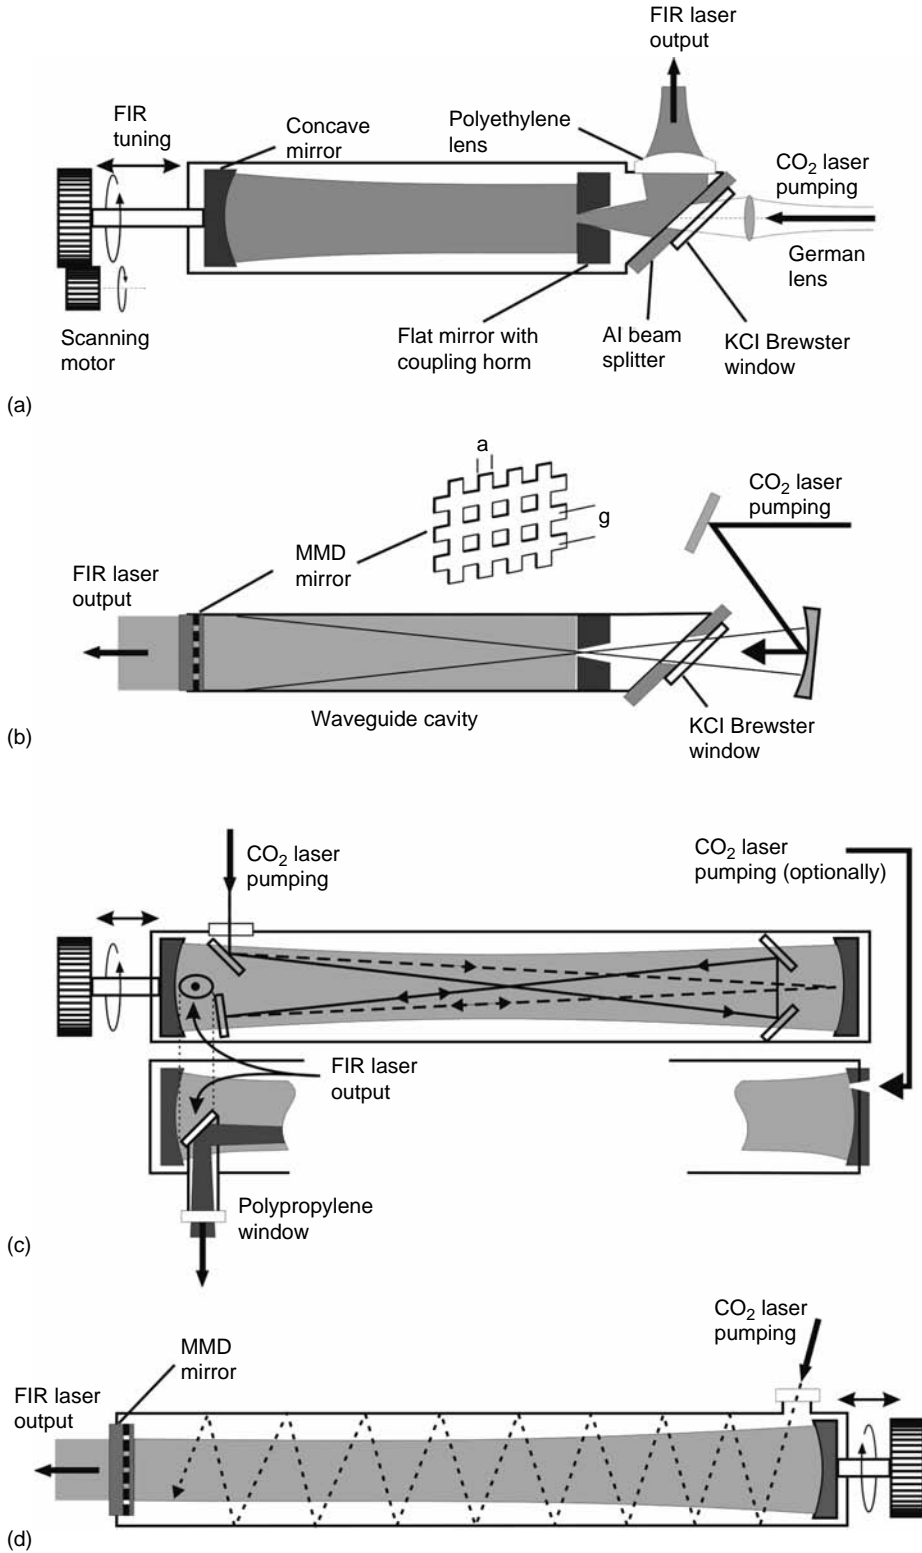 FIR laser
output
FIR
tuning
Concave
mirror
Polyethylene
lens
CO2 laser
pumping
German
lens
Scanning
motor
Flat mirror with
coupling horm
AI beam
splitter
KCI Brewster
window
(a)
a
g
CO2 laser
pumping
MMD
mirror
FIR laser
output
Waveguide cavity
KCI Brewster
window
(b)
CO2 laser
pumping
CO2 laser
pumping (optionally)
FIR laser
output
Polypropylene
window
(c)
CO2 laser
pumping
MMD
mirror
FIR laser
output
(d)